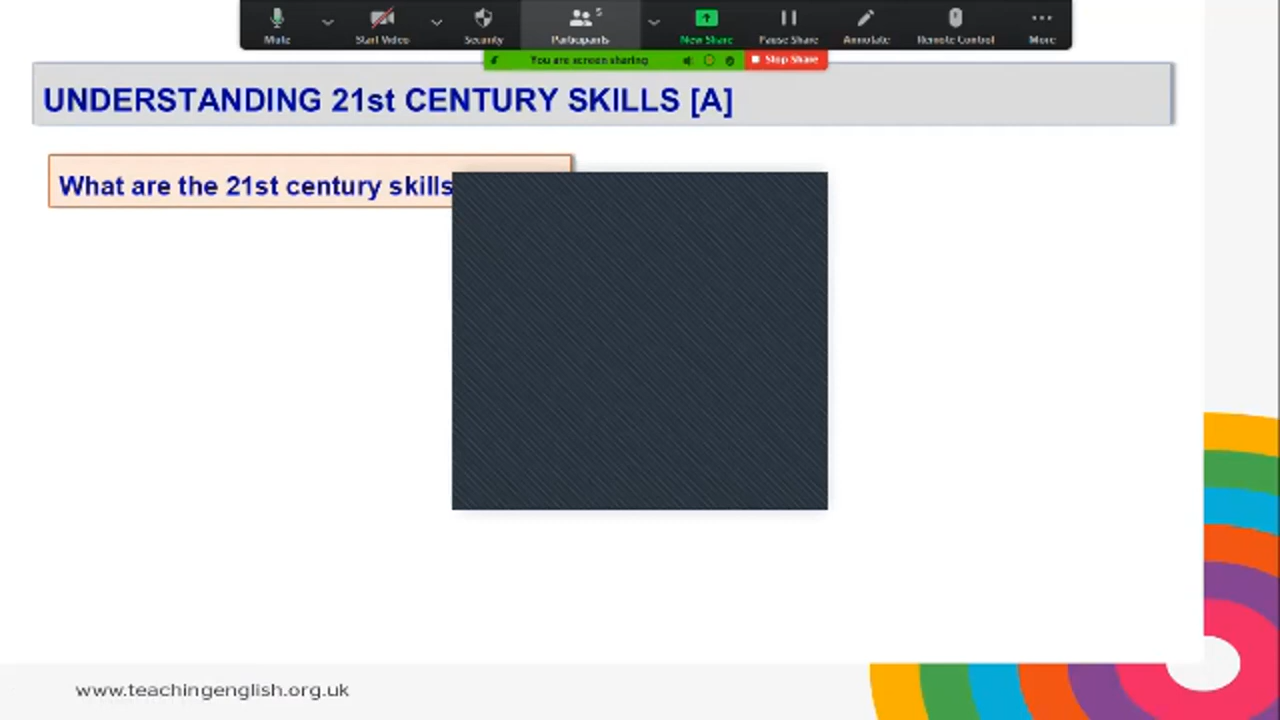 Mute Start Video Security Participants 5 New Share Pause Share Annotate Remote Control More
You are screen sharing Stop Share
UNDERSTANDING 21st CENTURY SKILLS [A]
What are the 21st century skills
www.teachingenglish.org.uk